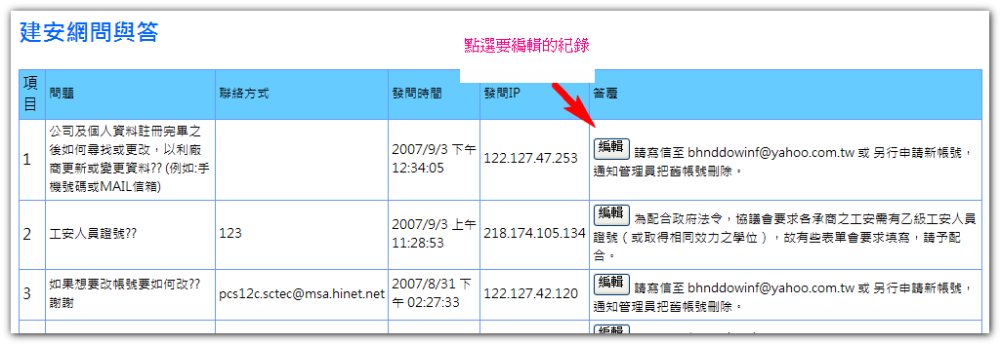 建安網問與答
點選要編輯的紀錄
項目 問題 聯絡方式 發問時間 發問IP 答覆
1
公司及個人資料註冊完畢之
後如何尋找或更改，以利廠
商更新或變更資料?? (例如:手
機號碼或MAIL信箱)
2007/9/3 下午
12:34:05
122.127.47.253
編輯 請寫信至 bhnddowinf@yahoo.com.tw 或 另行申請新帳號，
通知管理員把舊帳號刪除。
2
工安人員證號??
123
2007/9/3 上午
11:28:53
218.174.105.134
編輯 為配合政府法令，協議會要求各承商之工安需有乙級工安人員
證號（或取得相同效力之學位），故有些表單會要求填寫，請予配
合。
3
如果想要改帳號要如何改??
謝謝
pcs12c.sctec@msa.hinet.net
2007/8/31 下
午 02:27:33
122.127.42.120
編輯 請寫信至 bhnddowinf@yahoo.com.tw 或 另行申請新帳號，
通知管理員把舊帳號刪除。
編輯